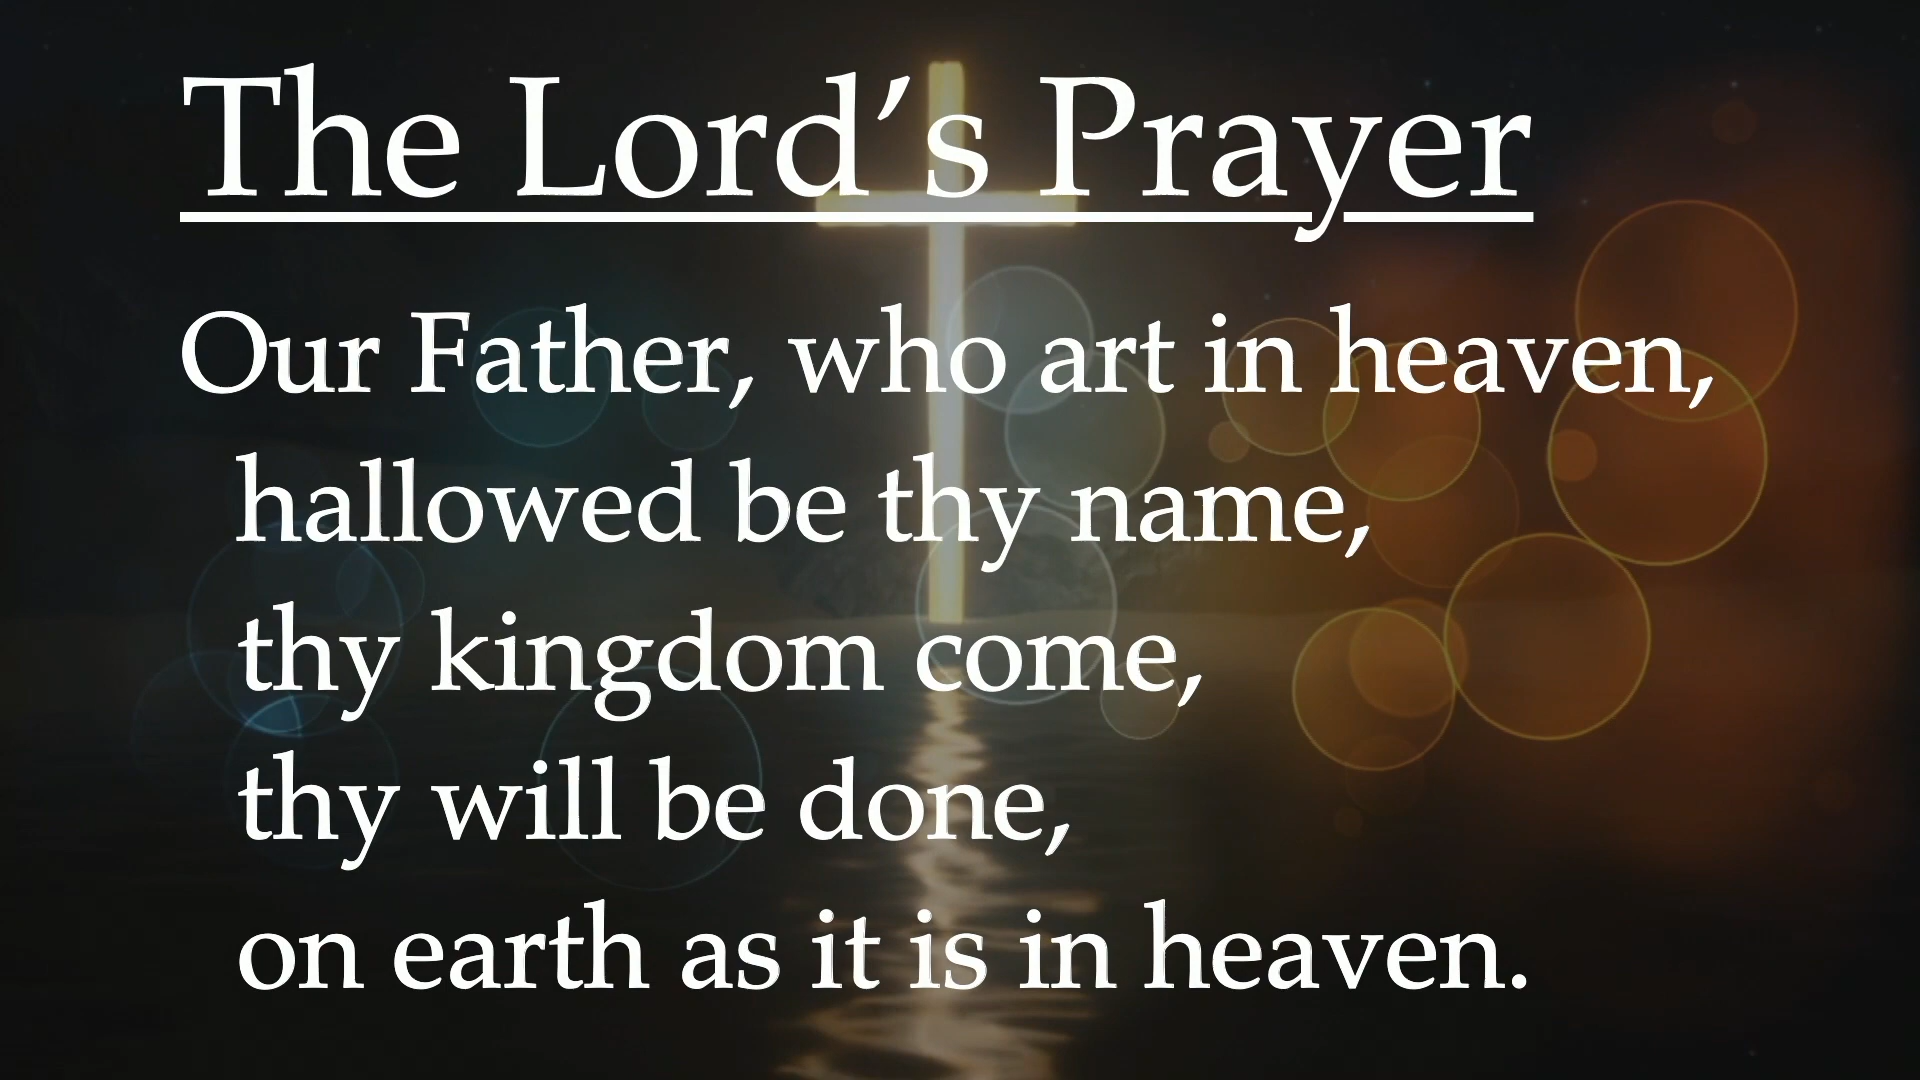 The Lord’s Prayer
Our Father, who art in heaven,
hallowed be thy name,
thy kingdom come,
thy will be done,
on earth as it is in heaven.